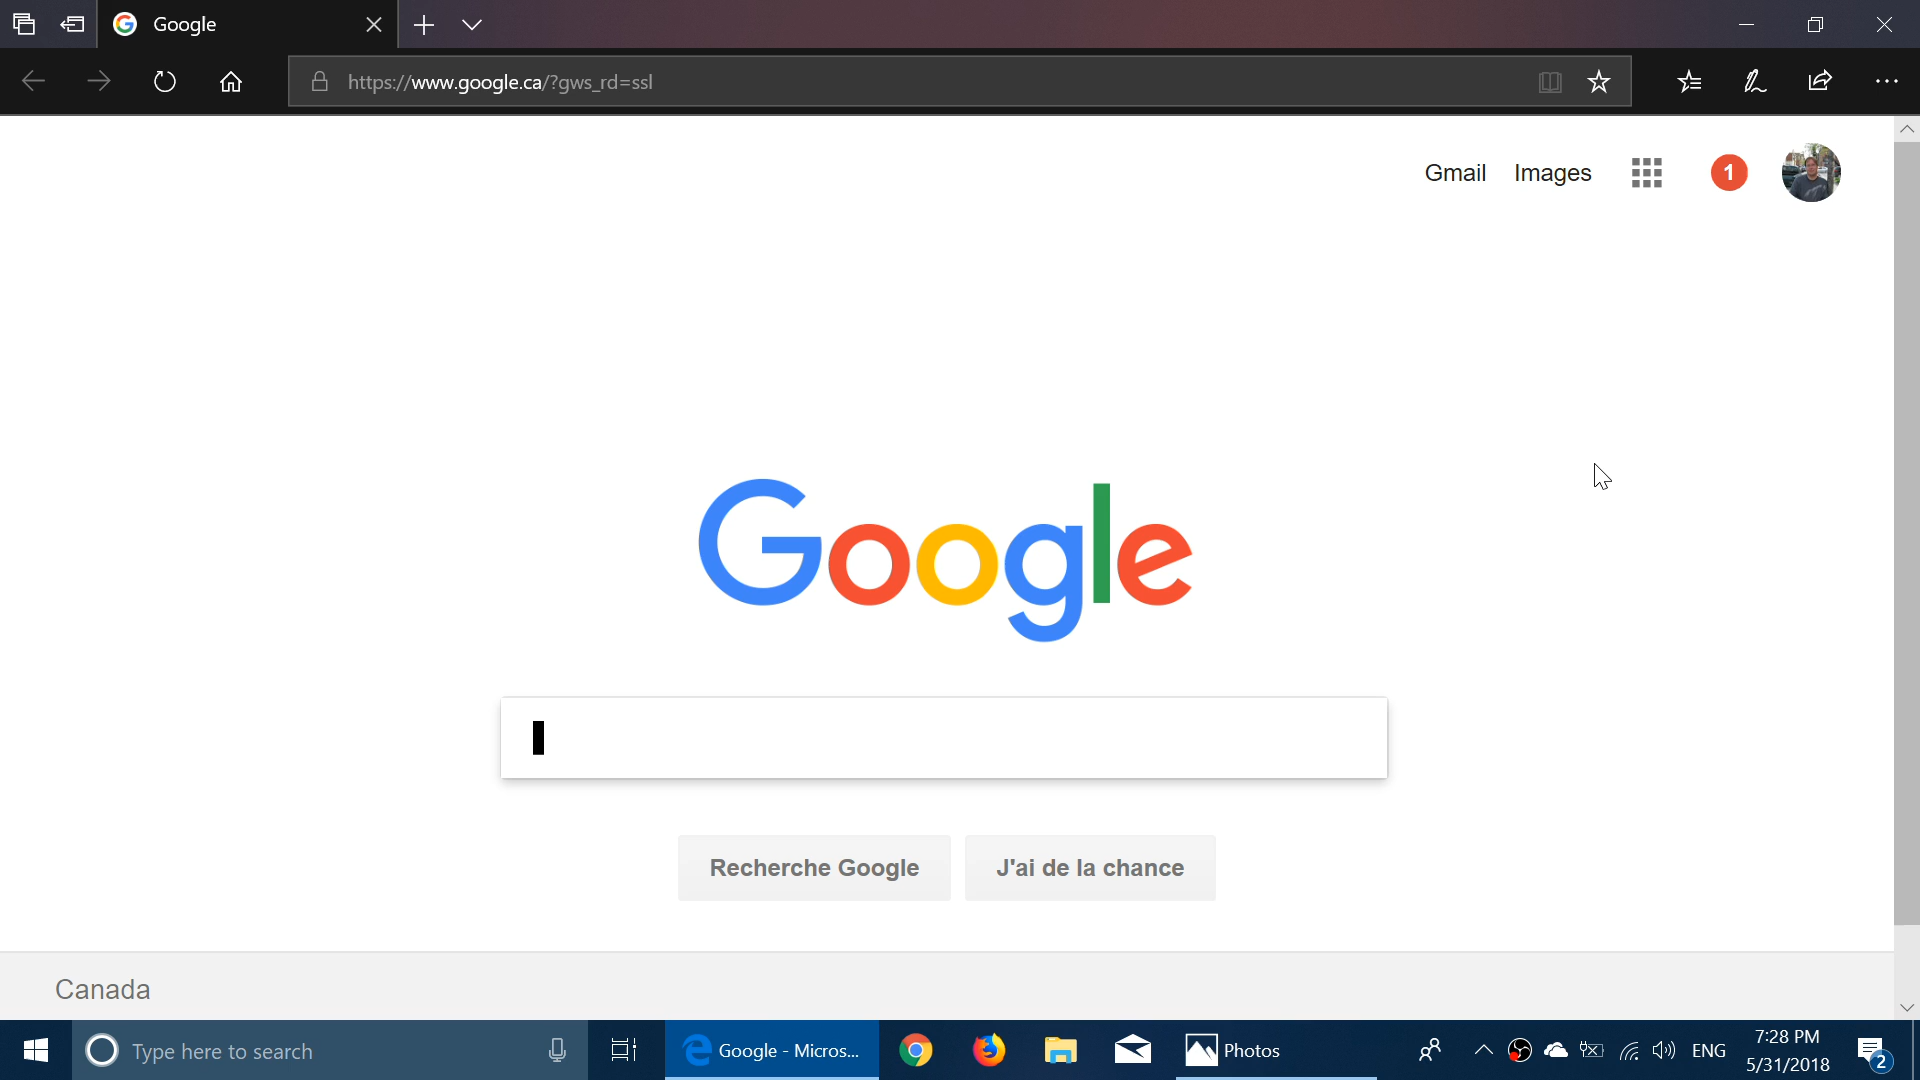 Google
https://www.google.ca/?gws_rd=ssl
Gmail Images 1
Google
Recherche Google J'ai de la chance
Canada
Type here to search Google - Micros... Photos ENG 7:28 PM
5/31/2018 2